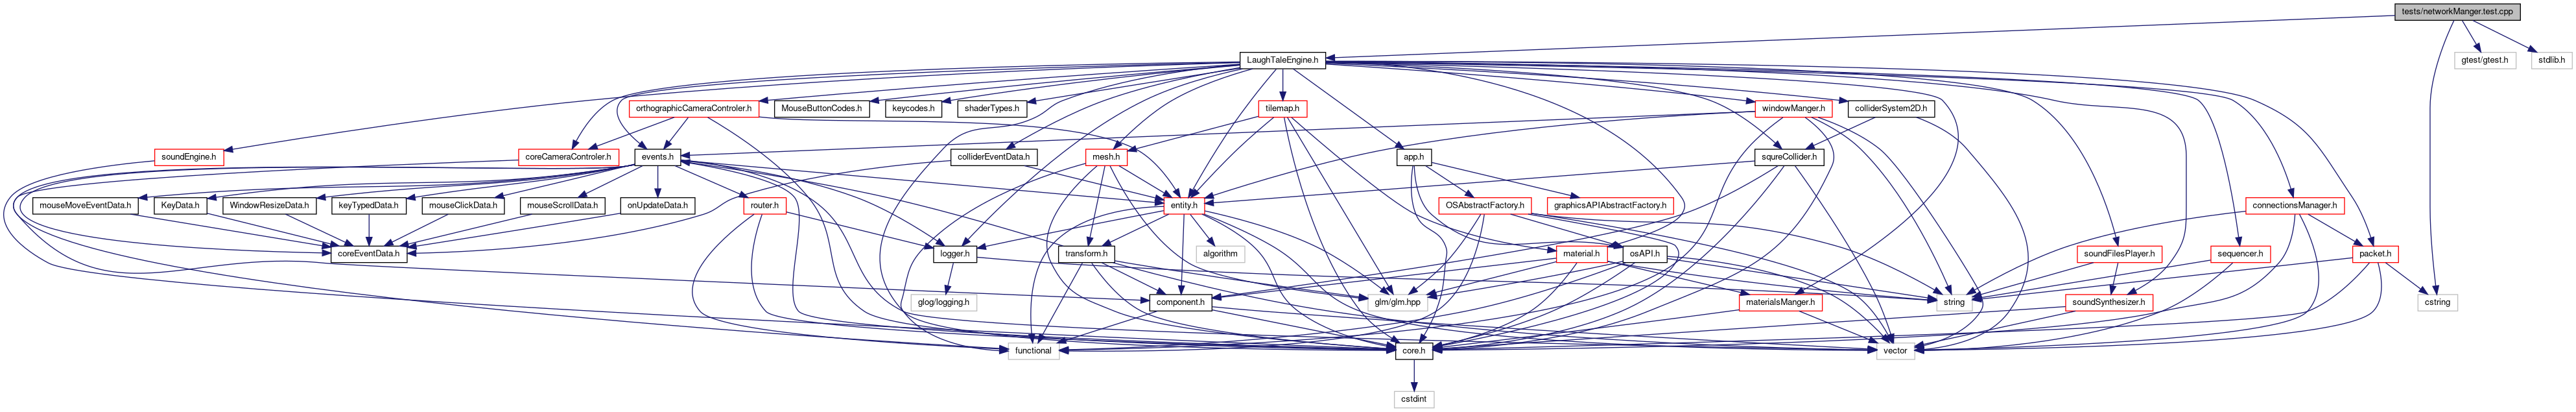 tests/networkManger.test.cpp
LaughTaleEngine.h
gtest/gtest.h
stdlib.h
orthographicCameraControler.h
MouseButtonCodes.h
keycodes.h
shaderTypes.h
tilemap.h
windowManger.h
colliderSystem2D.h
soundEngine.h
coreCameraControler.h
events.h
colliderEventData.h
mesh.h
app.h
squreCollider.h
mouseMoveEventData.h
KeyData.h
WindowResizeData.h
keyTypedData.h
mouseClickData.h
mouseScrollData.h
onUpdateData.h
router.h
entity.h
OSAbstractFactory.h
graphicsAPIAbstractFactory.h
connectionsManager.h
coreEventData.h
logger.h
transform.h
algorithm
material.h
osAPI.h
soundFilesPlayer.h
sequencer.h
packet.h
glog/logging.h
component.h
glm/glm.hpp
materialsManger.h
string
soundSynthesizer.h
cstring
functional
core.h
vector
cstdint